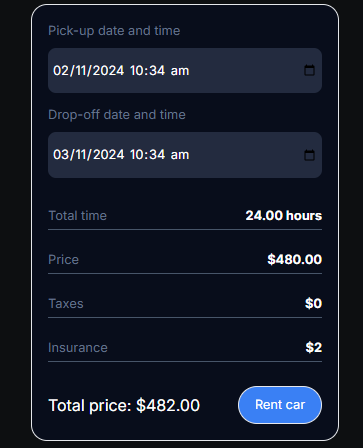 Pick-up date and time
02/11/2024 10:34 am
Drop-off date and time
03/11/2024 10:34 am
Total time 24.00 hours
Price $480.00
Taxes $0
Insurance $2
Total price: $482.00 Rent car